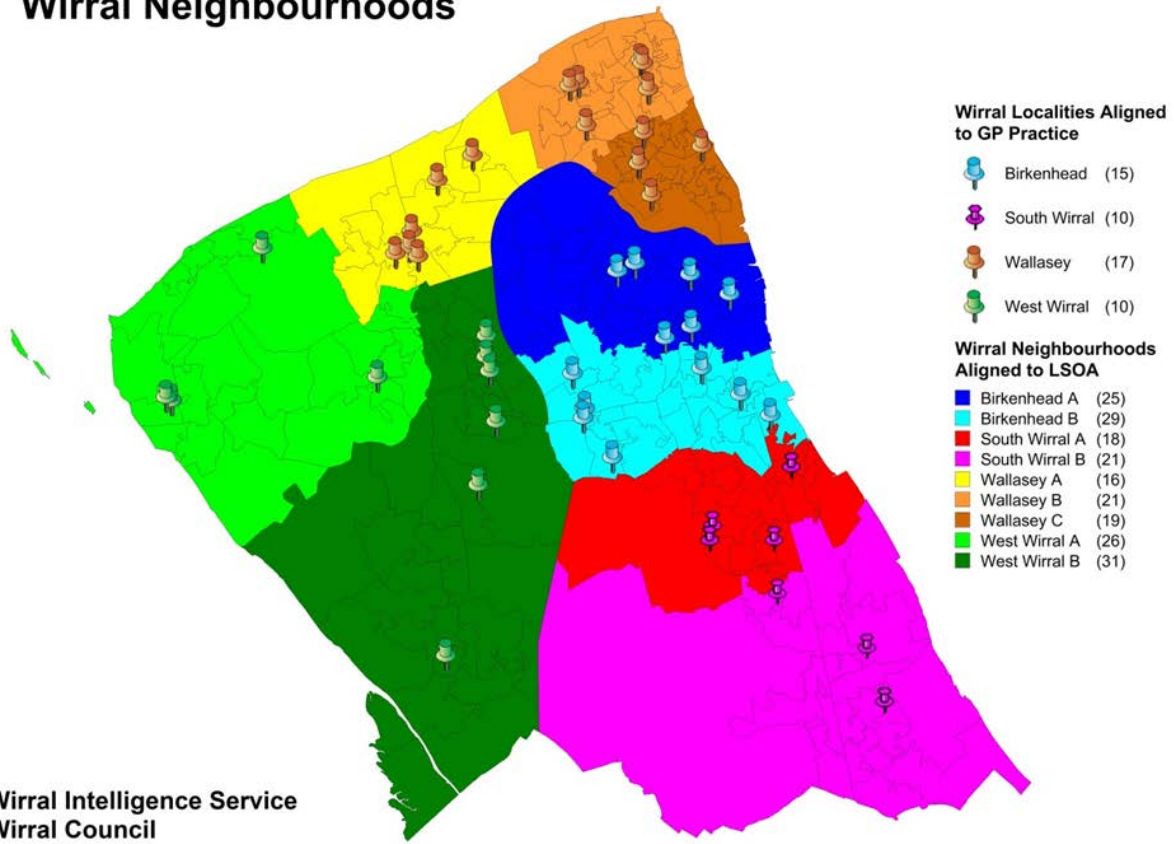 Wirral Neighbourhoods
Wirral Localities Aligned
to GP Practice
Birkenhead (15)
South Wirral (10)
Wallasey (17)
West Wirral (10)
Wirral Neighbourhoods
Aligned to LSOA
Birkenhead A (25)
Birkenhead B (29)
South Wirral A (18)
South Wirral B (21)
Wallasey A (16)
Wallasey B (21)
Wallasey C (19)
West Wirral A (26)
West Wirral B (31)
Wirral Intelligence Service
Wirral Council